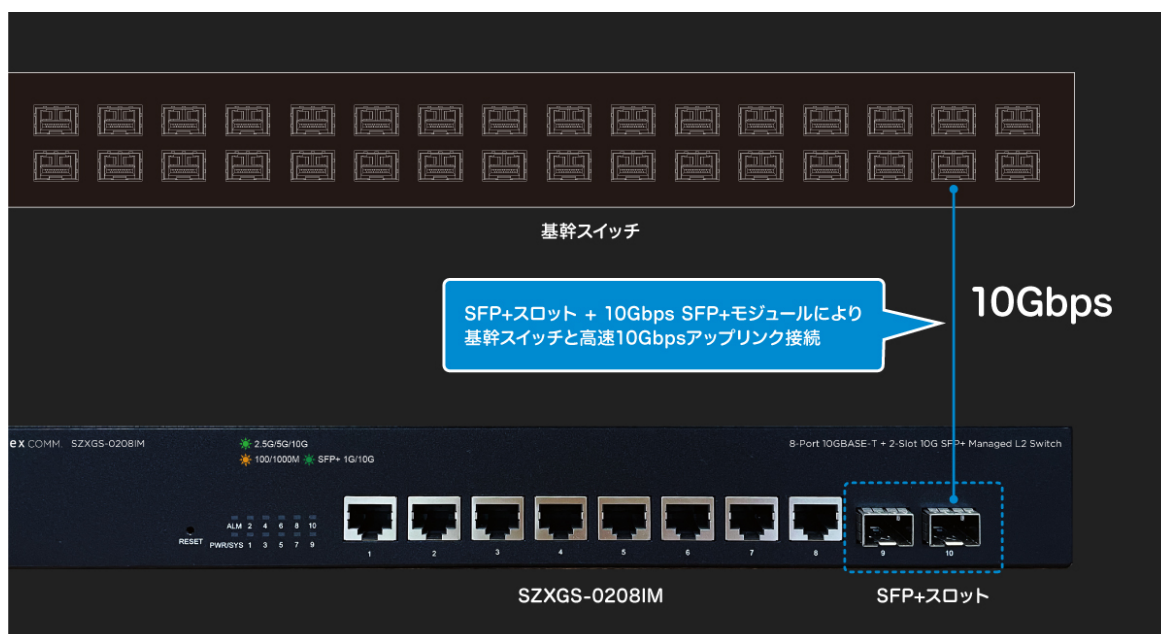 基幹スイッチ
10Gbps
SFP+スロット + 10Gbps SFP+モジュールにより
基幹スイッチと高速10Gbpsアップリンク接続
ex COMM. SZXGS-0208IM
2.5G/5G/10G
8-Port 10GBASE-T + 2-Slot 10G SFP+ Managed L2 Switch
100/1000M SFP+ 1G/10G
ALM 2 4 6 8 10
RESET PWR/SYS 1 3 5 7 9
1 2 3 4 5 6 7 8 9 10
SZXGS-0208IM
SFP+スロット